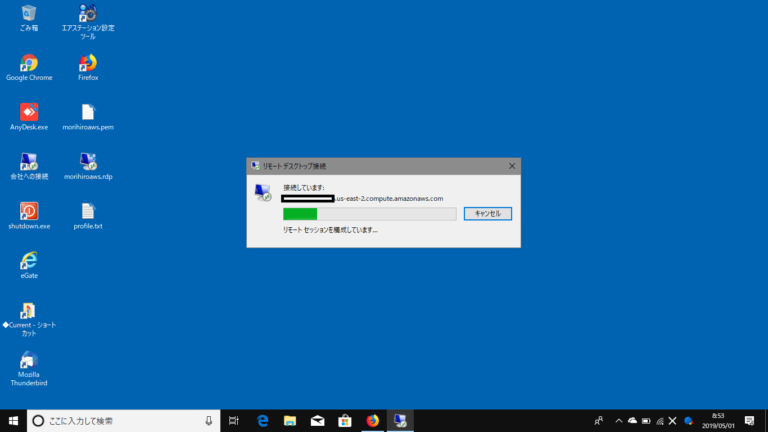 ごみ箱
エアステーション設定
ツール
Google Chrome
Firefox
AnyDesk.exe
morihiroaws.pem
会社への接続
morihiroaws.rdp
shutdown.exe
profile.txt
eGate
◆Current - ショート
カット
Mozilla
Thunderbird
リモート デスクトップ接続
接続しています:
.us-east-2.compute.amazonaws.com
キャンセル
リモート セッションを構成しています...
ここに入力して検索
8:53
2019/05/01